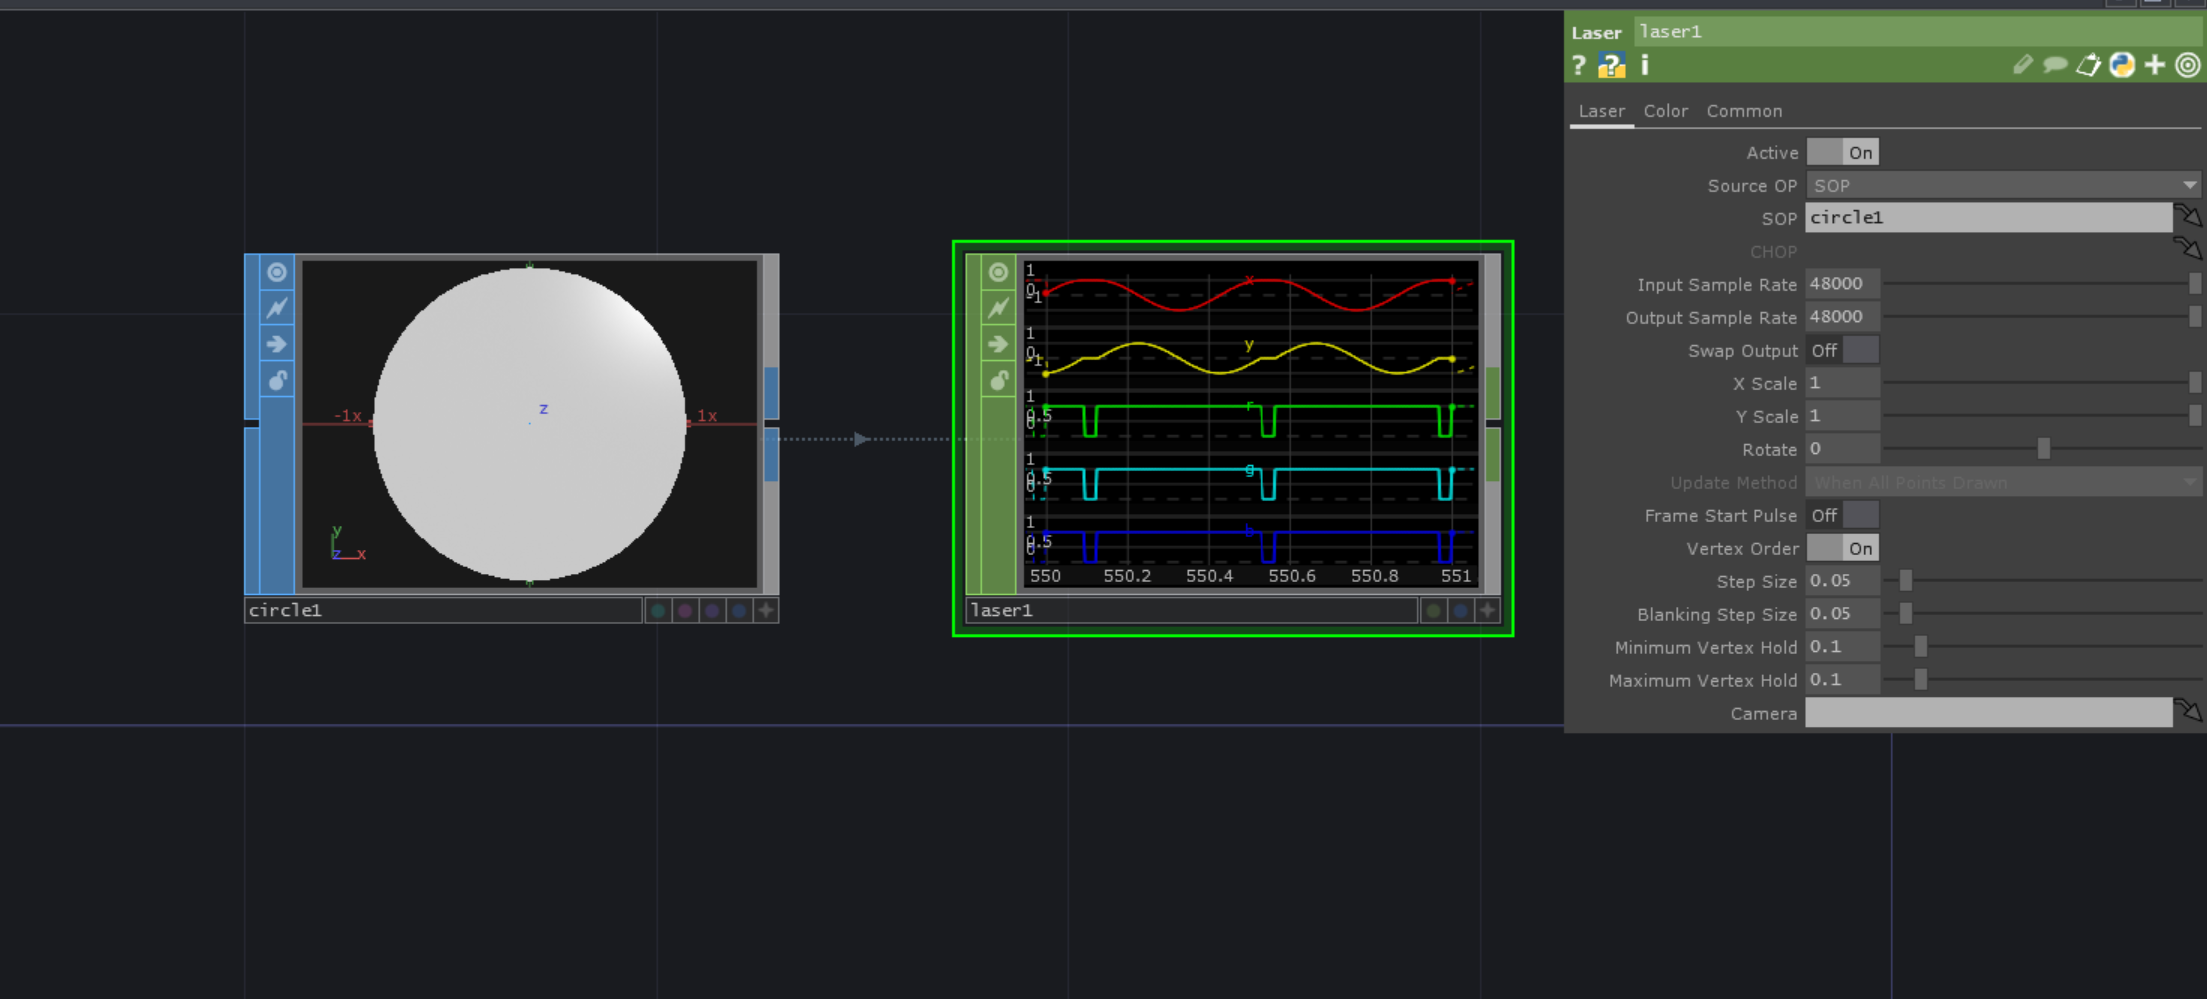 Laser laser1
? ? i
Laser Color Common
Active On
Source OP SOP
SOP circle1
CHOP
Input Sample Rate 48000
Output Sample Rate 48000
Swap Output Off
X Scale 1
Y Scale 1
Rotate 0
Update Method When All Points Drawn
Frame Start Pulse Off
Vertex Order On
Step Size 0.05
Blanking Step Size 0.05
Minimum Vertex Hold 0.1
Maximum Vertex Hold 0.1
Camera
-1x z 1x
y
z x
circle1
1
0
-1
x
1
0
-1
y
1
0.5
0
r
1
0.5
0
g
1
0.5
0
b
550 550.2 550.4 550.6 550.8 551
laser1